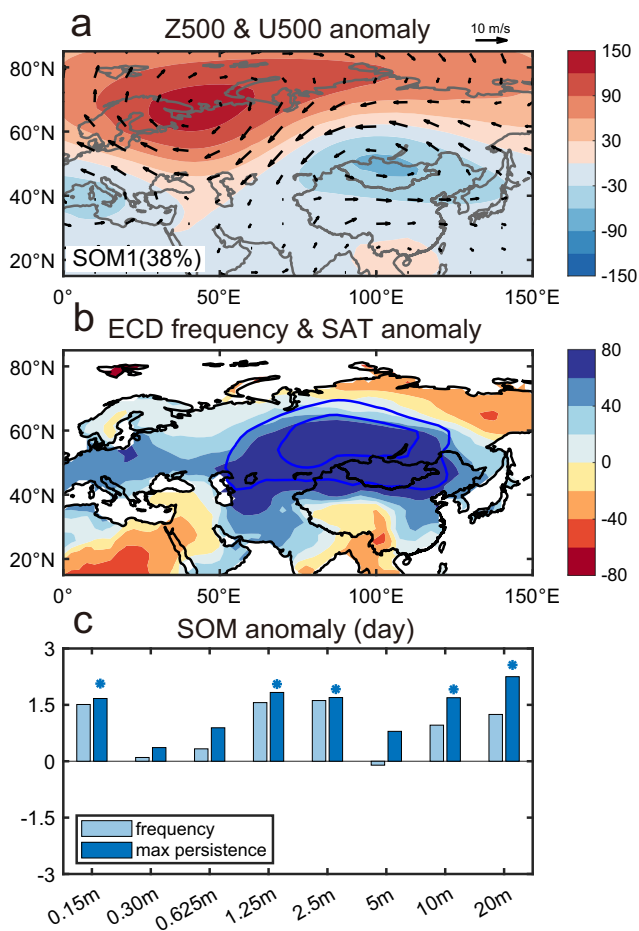 a
Z500 & U500 anomaly
10 m/s
80°N
60°N
40°N
20°N
SOM1(38%)
0°
50°E
100°E
150°E
150
90
30
-30
-90
-150
b
ECD frequency & SAT anomaly
80°N
60°N
40°N
20°N
0°
50°E
100°E
150°E
80
40
0
-40
-80
c
SOM anomaly (day)
3
1.5
0
-1.5
-3
frequency
max persistence
0.15m
0.30m
0.625m
1.25m
2.5m
5m
10m
20m